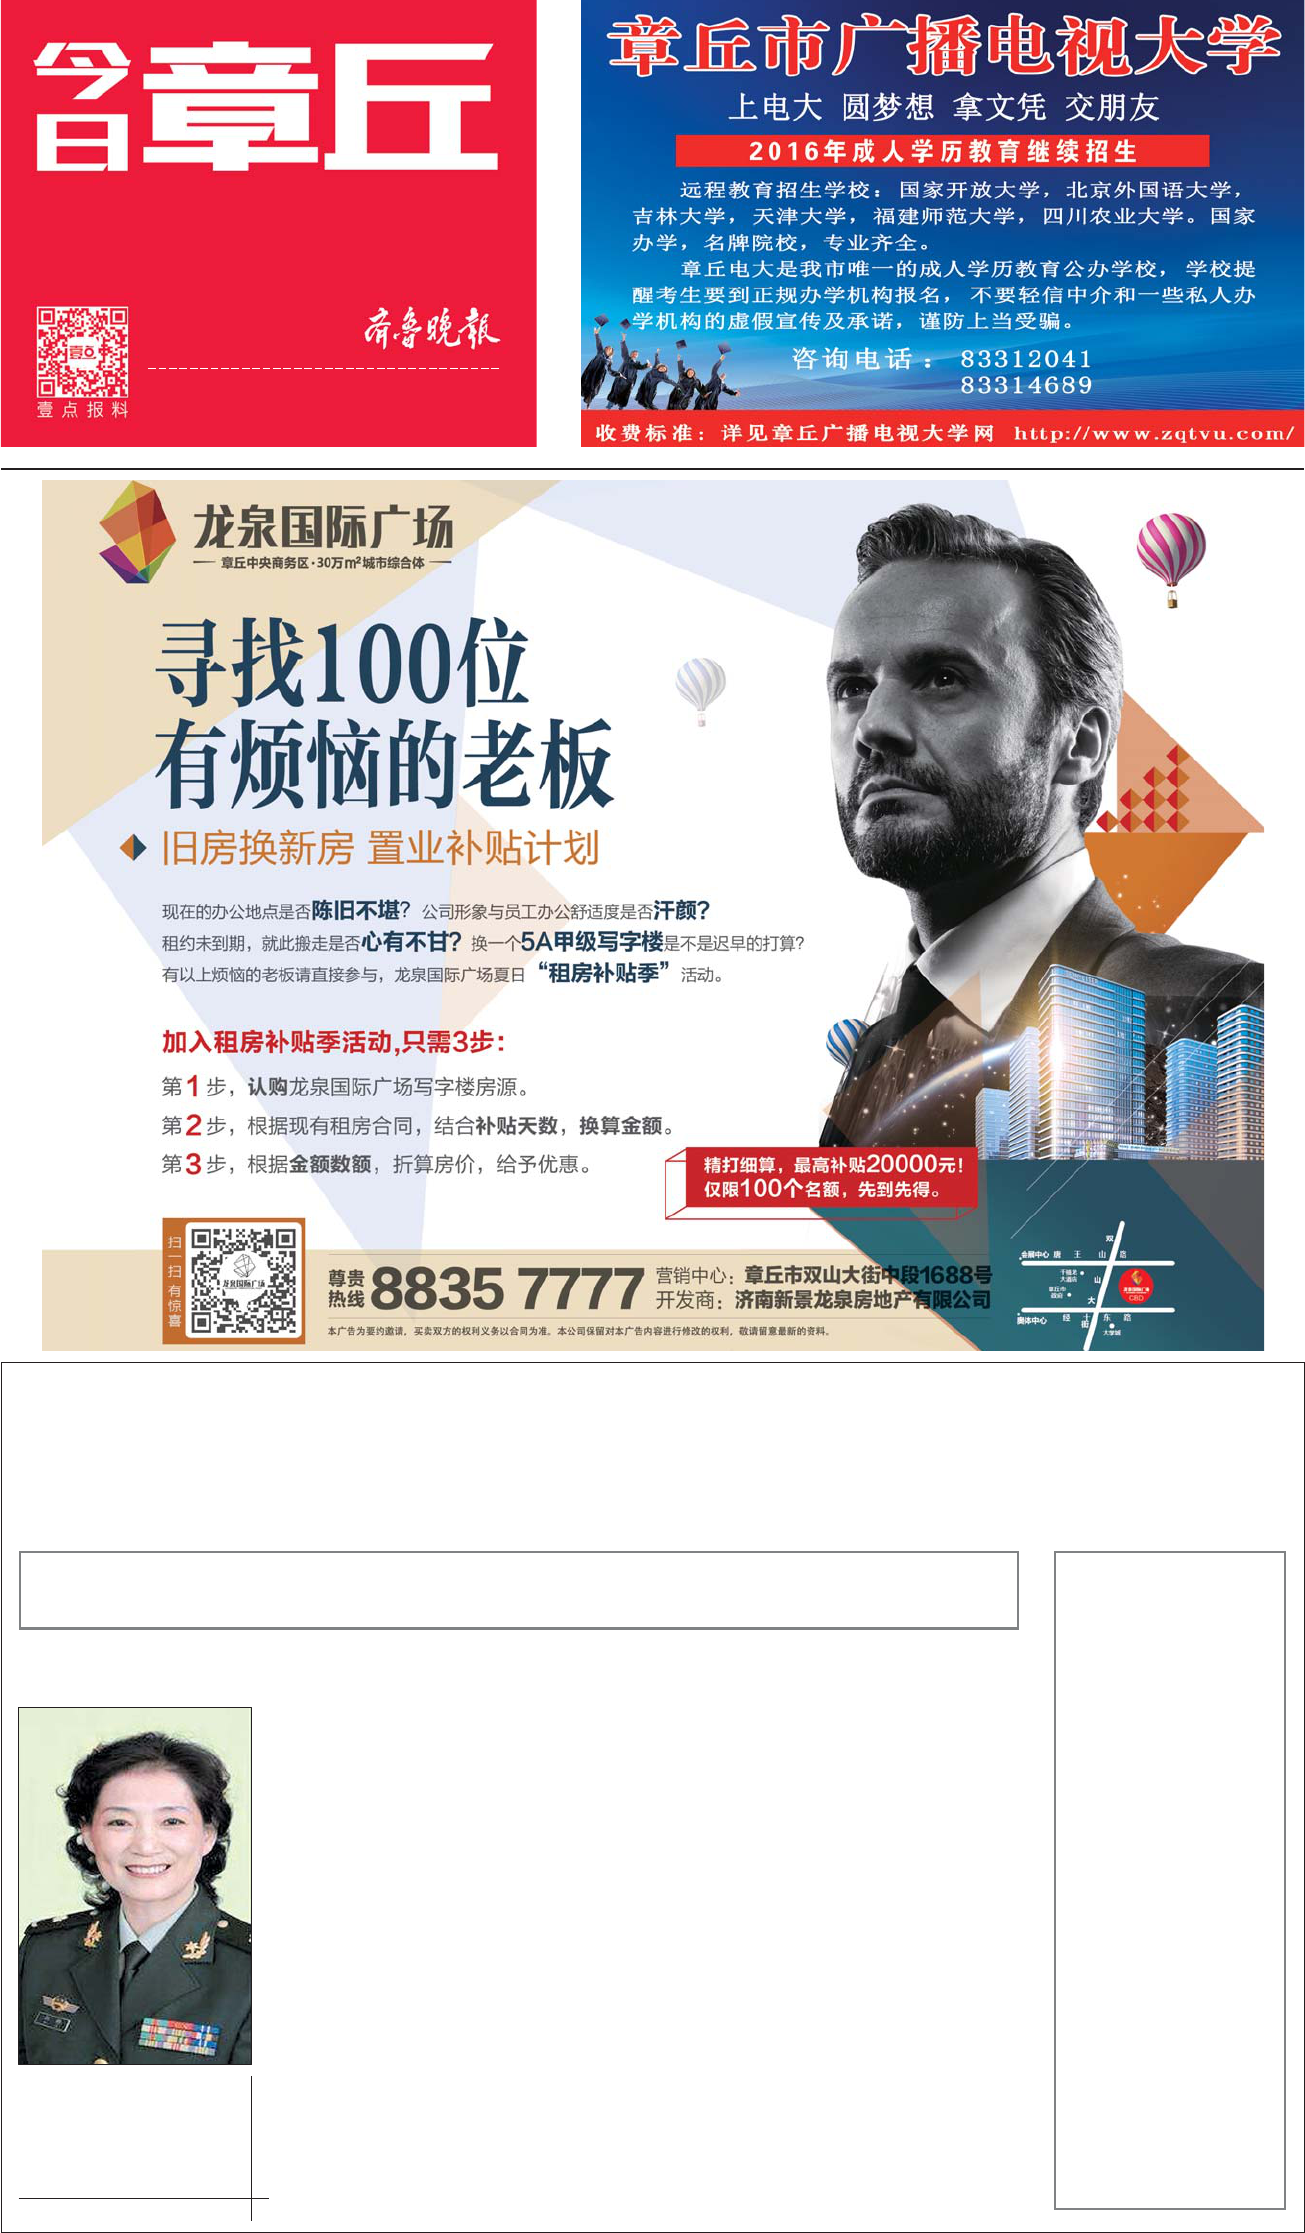 今日章丘
齐鲁晚报
壹点
壹点报料
章丘市广播电视大学
上电大 圆梦想 拿文凭 交朋友
2016年成人学历教育继续招生
远程教育招生学校：国家开放大学，北京外国语大学，
吉林大学，天津大学，福建师范大学，四川农业大学。国家
办学，名牌院校，专业齐全。
章丘电大是我市唯一的成人学历教育公办学校，学校提
醒考生要到正规办学机构报名，不要轻信中介和一些私人办
学机构的虚假宣传及承诺，谨防上当受骗。
咨询电话：83312041
83314689
收费标准：详见章丘广播电视大学网 http://www.zqtvu.com/
龙泉国际广场
章丘中央商务区·30万m²城市综合体
寻找100位
有烦恼的老板
旧房换新房 置业补贴计划
现在的办公地点是否陈旧不堪？公司形象与员工办公舒适度是否汗颜？
租约未到期，就此搬走是否心有不甘？换一个5A甲级写字楼是不是迟早的打算？
有以上烦恼的老板请直接参与，龙泉国际广场夏日“租房补贴季”活动。
加入租房补贴季活动,只需3步：
第1步，认购龙泉国际广场写字楼房源。
第2步，根据现有租房合同，结合补贴天数，换算金额。
第3步，根据金额数额，折算房价，给予优惠。
精打细算，最高补贴20000元！
仅限100个名额，先到先得。
扫一扫 有惊喜
龙泉国际广场
尊贵热线 8835 7777
营销中心：章丘市双山大街中段1688号
开发商：济南新景龙泉房地产有限公司
本广告为要约邀请，买卖双方的权利义务以合同为准。本公司保留对本广告内容进行修改的权利，敬请留意最新的资料。
双山大街
会展中心 唐王山路
章丘市政府
CBD
奥体中心 经十东路
大学城